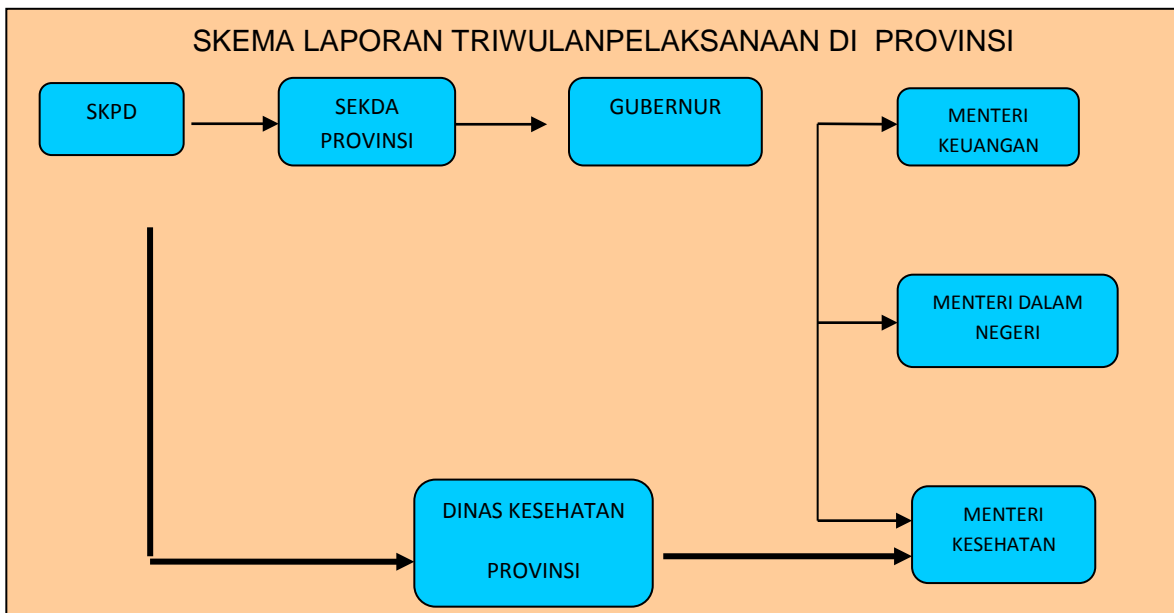 SKEMA LAPORAN TRIWULANPELAKSANAAN DI PROVINSI
SKPD
SEKDA
PROVINSI
GUBERNUR
MENTERI
KEUANGAN
MENTERI DALAM
NEGERI
DINAS KESEHATAN
PROVINSI
MENTERI
KESEHATAN